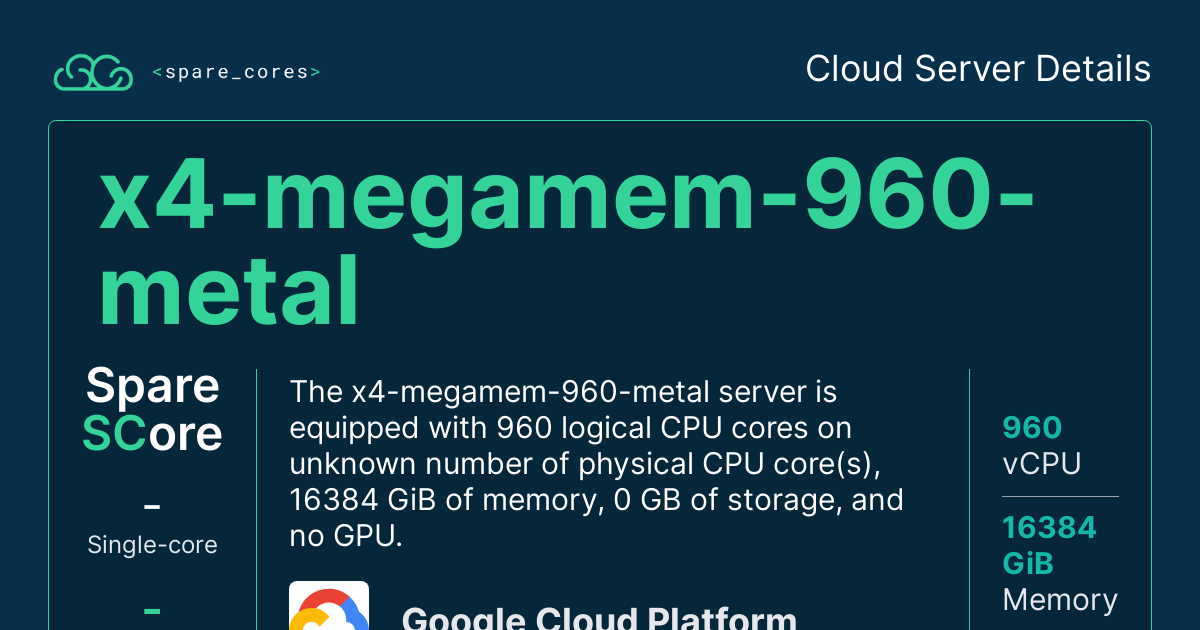 <spare_cores>
Cloud Server Details
x4-megamem-960-
metal
Spare
SCore
-
Single-core
-
The x4-megamem-960-metal server is
equipped with 960 logical CPU cores on
unknown number of physical CPU core(s),
16384 GiB of memory, 0 GB of storage, and
no GPU.
Google Cloud Platform
960
vCPU
16384
GiB
Memory